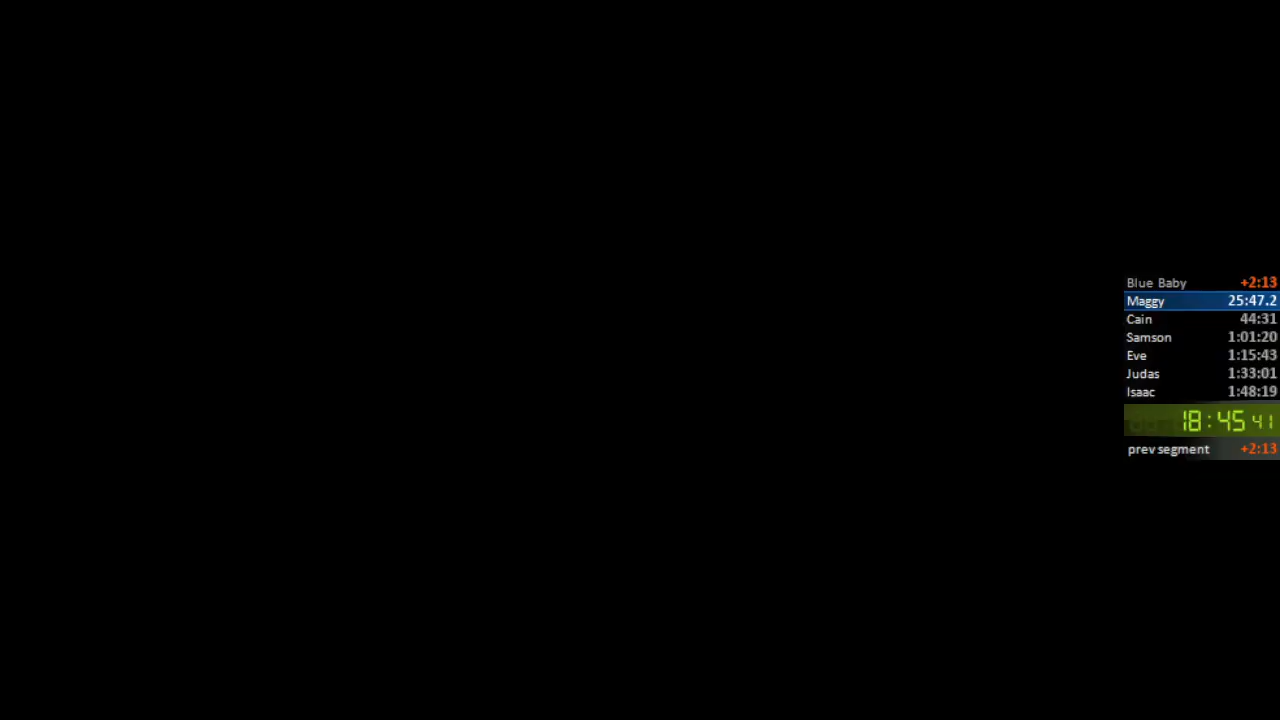 Blue Baby +2:13
Maggy 25:47.2
Cain 44:31
Samson 1:01:20
Eve 1:15:43
Judas 1:33:01
Isaac 1:48:19
18:45 41
prev segment +2:13